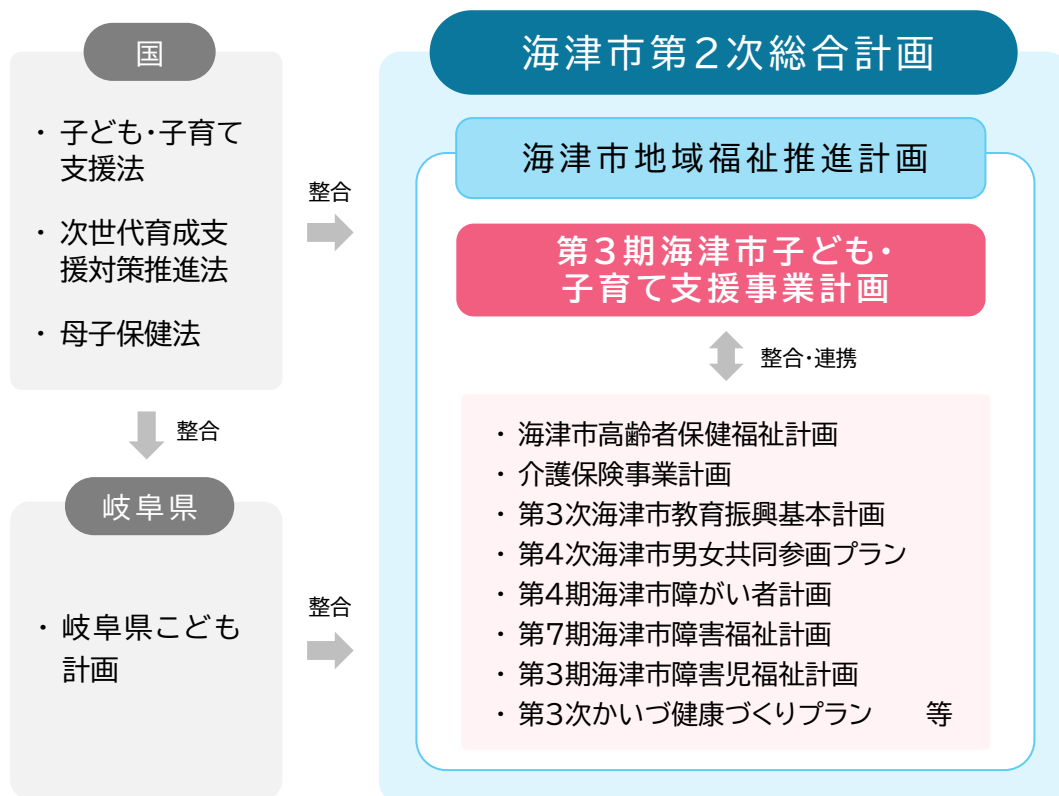 国
・ 子ども・子育て
支援法
・ 次世代育成支
援対策推進法
・ 母子保健法
整合
岐阜県
・ 岐阜県こども
計画
整合
整合
海津市第2次総合計画
海津市地域福祉推進計画
第3期海津市子ども・
子育て支援事業計画
整合・連携
・ 海津市高齢者保健福祉計画
・ 介護保険事業計画
・ 第3次海津市教育振興基本計画
・ 第4次海津市男女共同参画プラン
・ 第4期海津市障がい者計画
・ 第7期海津市障害福祉計画
・ 第3期海津市障害児福祉計画
・ 第3次かいづ健康づくりプラン 等